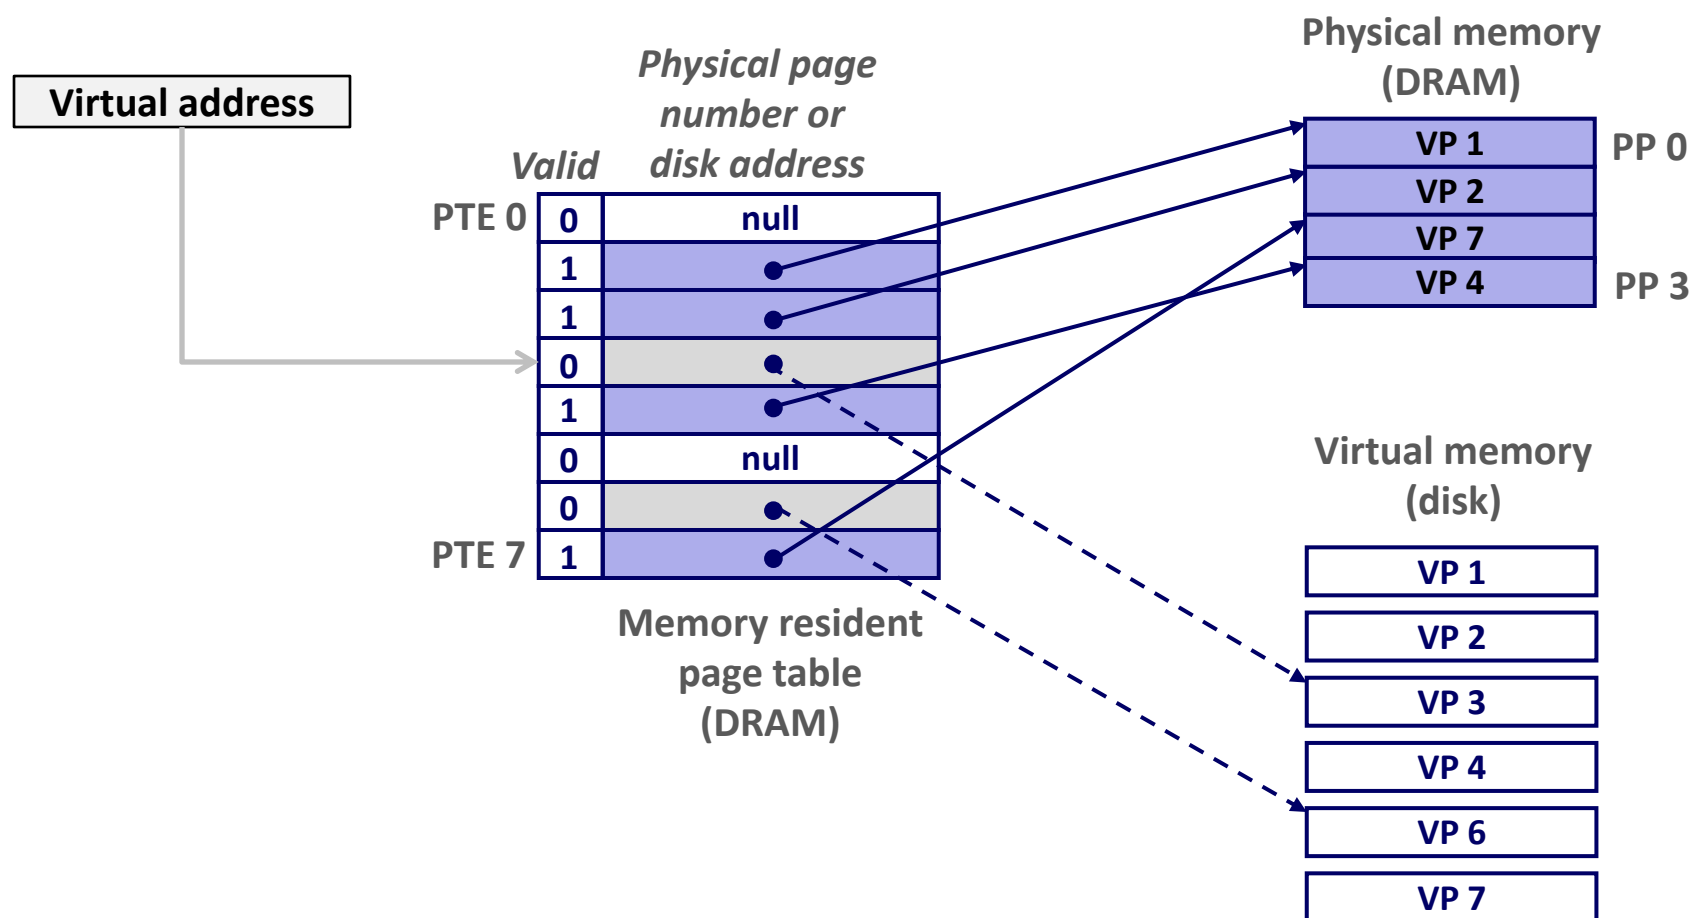 Virtual address
Physical page
number or
disk address
Valid
PTE 0
0
null
1
1
0
1
0
null
0
PTE 7
1
Memory resident
page table
(DRAM)
Physical memory
(DRAM)
VP 1
PP 0
VP 2
VP 7
VP 4
PP 3
Virtual memory
(disk)
VP 1
VP 2
VP 3
VP 4
VP 6
VP 7